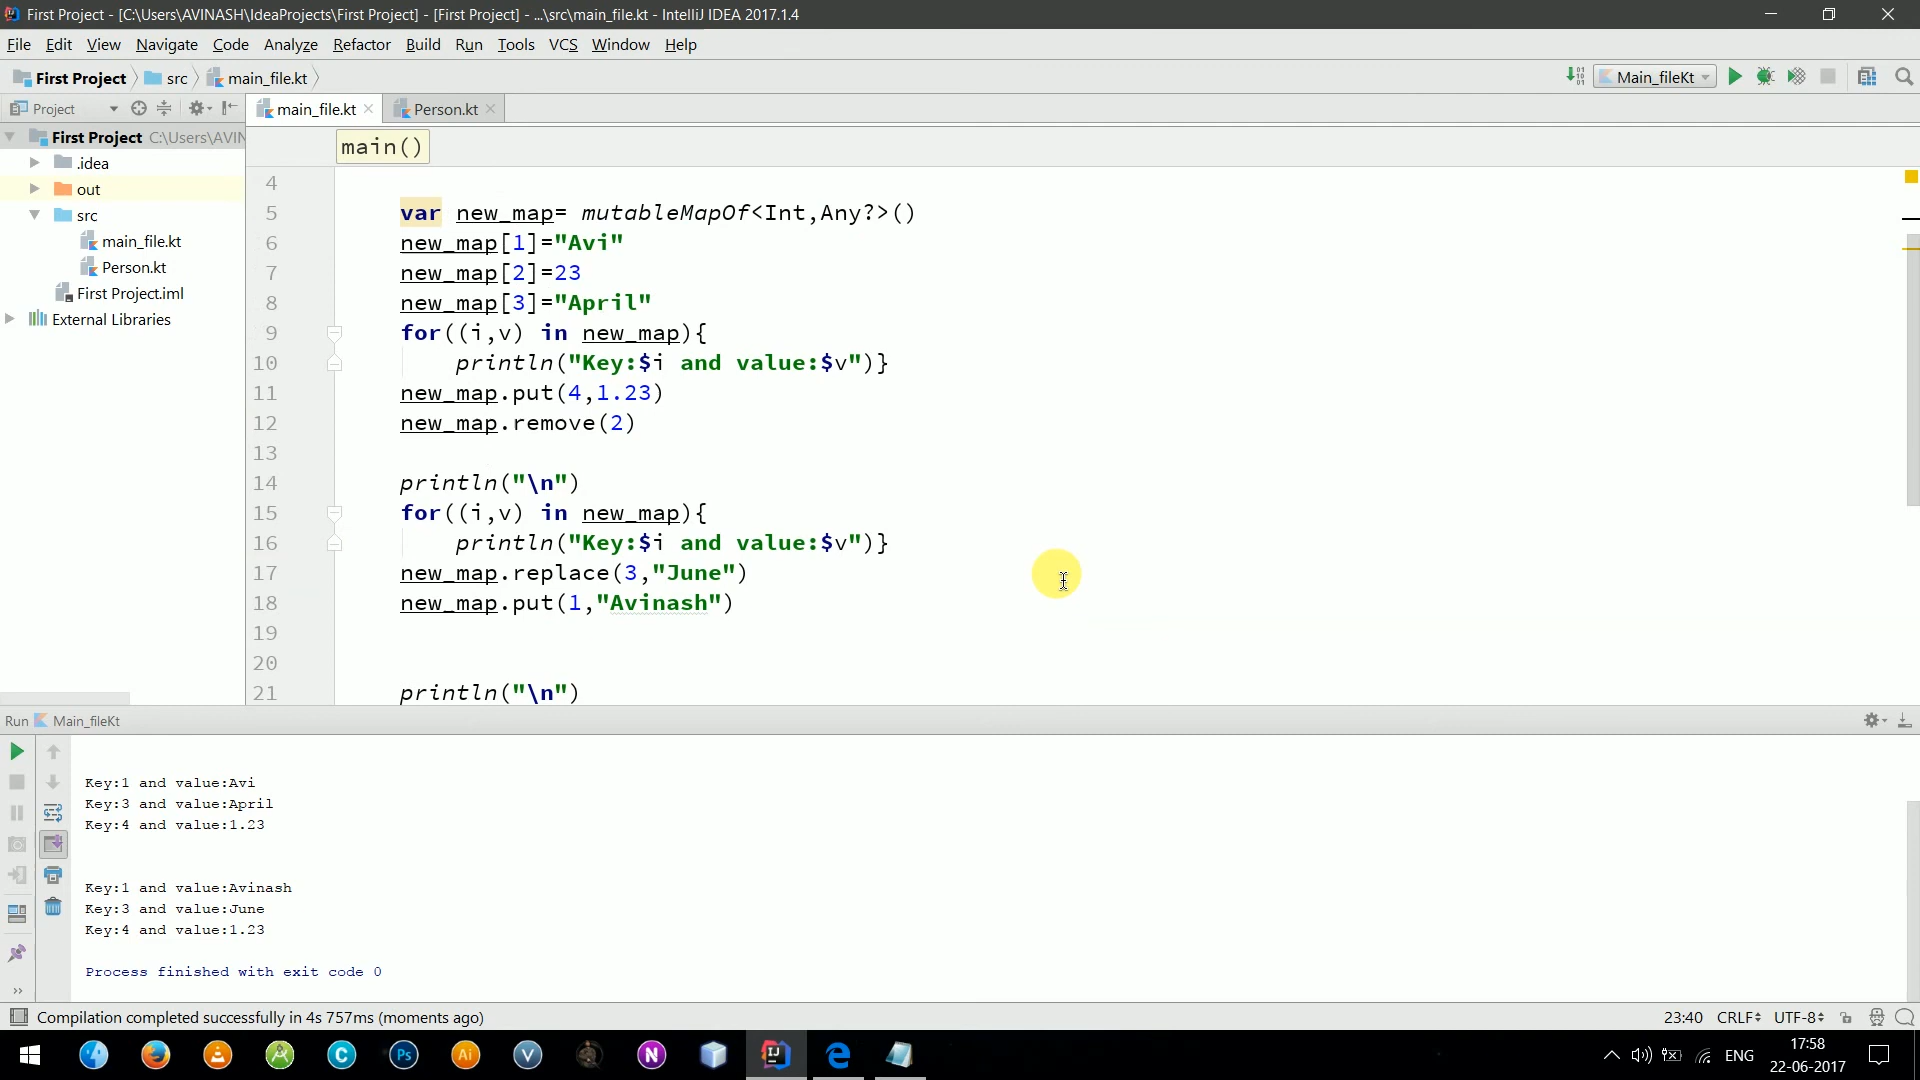 First Project - [C:\Users\AVINASH\IdeaProjects\First Project] - [First Project] - ...\src\main_file.kt - IntelliJ IDEA 2017.1.4
File Edit View Navigate Code Analyze Refactor Build Run Tools VCS Window Help
First Project src main_file.kt
Main_fileKt
Project
main_file.kt Person.kt
First Project C:\Users\AVIN
.idea
out
src
main_file.kt
Person.kt
First Project.iml
External Libraries
main()
4
5 var new_map= mutableMapOf<Int,Any?>()
6 new_map[1]="Avi"
7 new_map[2]=23
8 new_map[3]="April"
9 for((i,v) in new_map){
10 println("Key:$i and value:$v")}
11 new_map.put(4,1.23)
12 new_map.remove(2)
13
14 println("\n")
15 for((i,v) in new_map){
16 println("Key:$i and value:$v")}
17 new_map.replace(3,"June")
18 new_map.put(1,"Avinash")
19
20
21 println("\n")
Run Main_fileKt
Key:1 and value:Avi
Key:3 and value:April
Key:4 and value:1.23
Key:1 and value:Avinash
Key:3 and value:June
Key:4 and value:1.23
Process finished with exit code 0
Compilation completed successfully in 4s 757ms (moments ago)
23:40 CRLF UTF-8
Ps Ai
ENG
17:58
22-06-2017